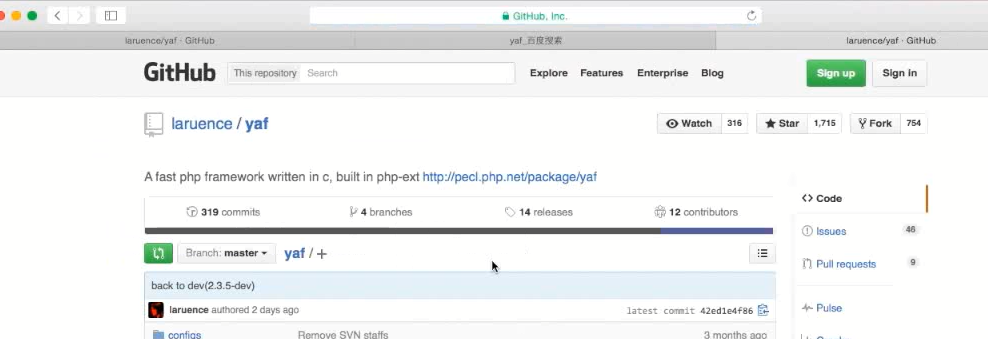 GitHub, Inc.
laruence/yaf · GitHub
yaf_百度搜索
laruence/yaf · GitHub
GitHub This repository Search Explore Features Enterprise Blog Sign up Sign in
laruence / yaf Watch 316 Star 1,715 Fork 754
A fast php framework written in c, built in php-ext http://pecl.php.net/package/yaf
319 commits 4 branches 14 releases 12 contributors
Branch: master yaf / +
back to dev(2.3.5-dev)
laruence authored 2 days ago latest commit 42ed1e4f86
configs Remove SVN staffs 3 months ago
Code
Issues 46
Pull requests 9
Pulse